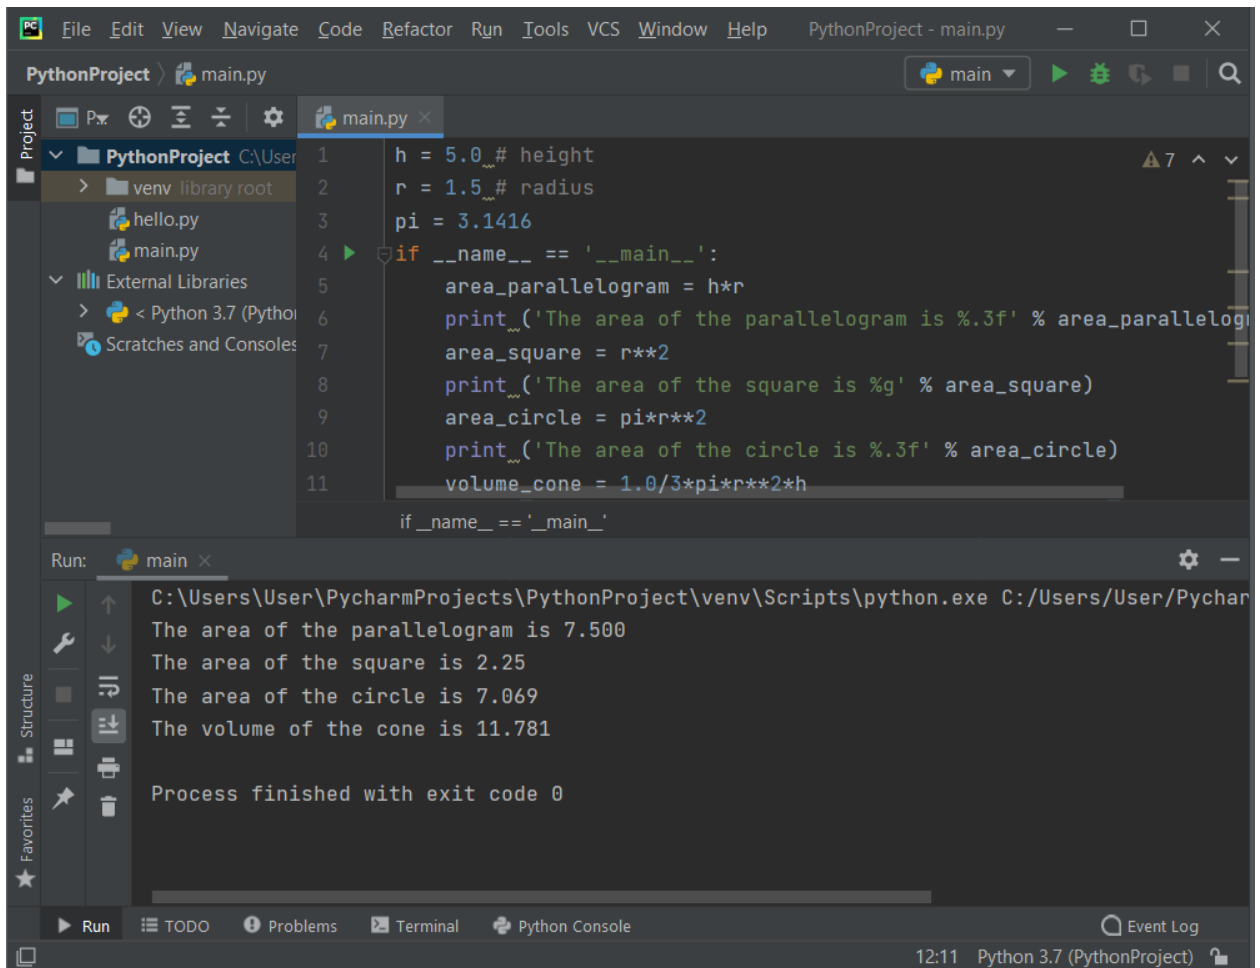 PC File Edit View Navigate Code Refactor Run Tools VCS Window Help PythonProject - main.py
PythonProject main.py main
Project
P... main.py
PythonProject C:\User
venv library root
hello.py
main.py
External Libraries
< Python 3.7 (Python
Scratches and Consoles
1 h = 5.0 # height
2 r = 1.5 # radius
3 pi = 3.1416
4 if __name__ == '__main__':
5 area_parallelogram = h*r
6 print ('The area of the parallelogram is %.3f' % area_parallelogr
7 area_square = r**2
8 print ('The area of the square is %g' % area_square)
9 area_circle = pi*r**2
10 print ('The area of the circle is %.3f' % area_circle)
11 volume_cone = 1.0/3*pi*r**2*h
7
if __name__ == '__main__'
Run: main
C:\Users\User\PycharmProjects\PythonProject\venv\Scripts\python.exe C:/Users/User/Pychar
The area of the parallelogram is 7.500
The area of the square is 2.25
The area of the circle is 7.069
The volume of the cone is 11.781
Process finished with exit code 0
Structure
Favorites
Run TODO Problems Terminal Python Console Event Log
12:11 Python 3.7 (PythonProject)